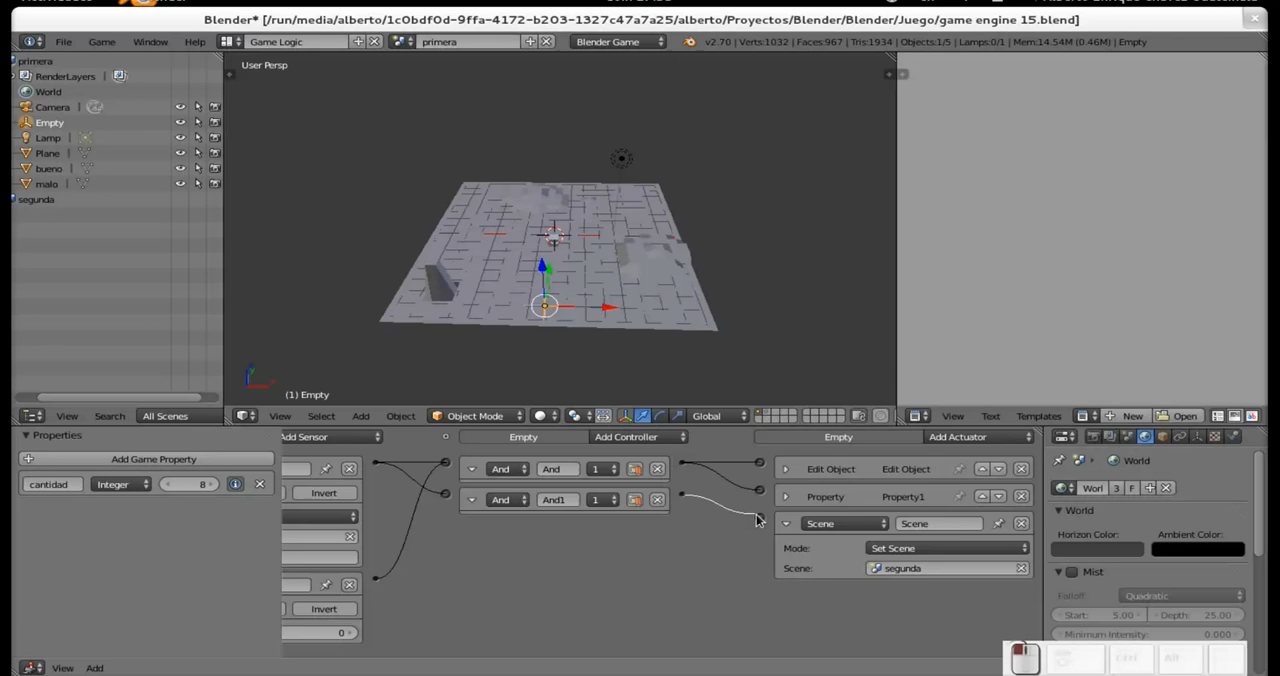 Blender* [/run/media/alberto/1c0bdf0d-9ffa-4172-b203-1327c47a7a25/alberto/Proyectos/Blender/Blender/Juego/game engine 15.blend]
File Game Window Help Game Logic primera Blender Game v2.70 | Verts:1032 | Faces:967 | Tris:1934 | Objects:1/5 | Lamps:0/1 | Mem:14.54M (0.46M) | Empty
primera
RenderLayers
World
Camera
Empty
Lamp
Plane
bueno
malo
segunda
User Persp
(1) Empty
View Search All Scenes
View Select Add Object Object Mode Global
View Text Templates New Open
Properties
Add Game Property
cantidad Integer 8
Add Sensor
Invert
Invert
0
Empty Add Controller
And And 1
And And1 1
Empty Add Actuator
Edit Object Edit Object
Property Property1
Scene Scene
Mode: Set Scene
Scene: segunda
World
Worl 3 F
World
Horizon Color: Ambient Color:
Mist
Falloff: Quadratic
Start: 5.00 Depth: 25.00
Minimum Intensity: 0.000
Ctrl Alt
View Add